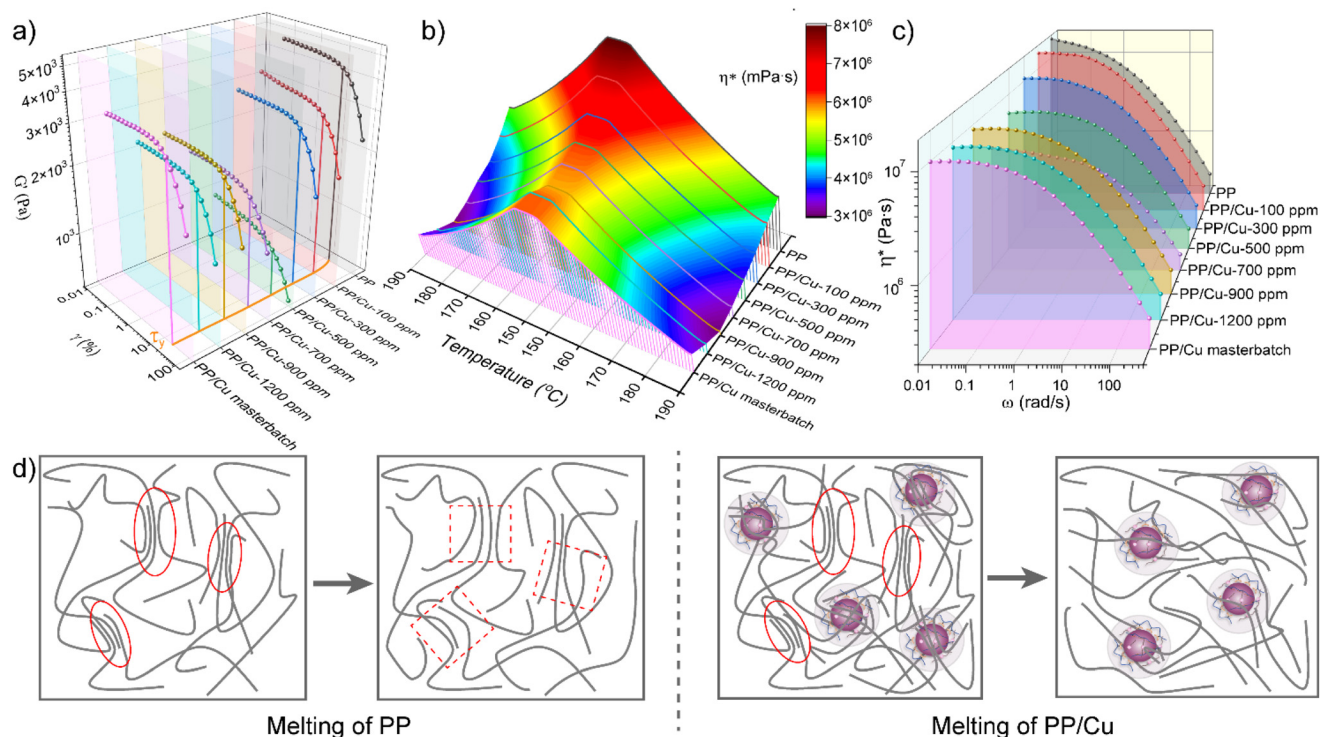 a)
5×10³
4×10³
3×10³
2×10³
10³
G' (Pa)
0.01
0.1
1
10
100
γ (%)
τy
PP
PP/Cu-100 ppm
PP/Cu-300 ppm
PP/Cu-500 ppm
PP/Cu-700 ppm
PP/Cu-900 ppm
PP/Cu-1200 ppm
PP/Cu masterbatch
b)
η* (mPa·s)
8×10⁶
7×10⁶
6×10⁶
5×10⁶
4×10⁶
3×10⁶
190
180
170
160
150
150
160
170
180
190
Temperature (ºC)
PP
PP/Cu-100 ppm
PP/Cu-300 ppm
PP/Cu-500 ppm
PP/Cu-700 ppm
PP/Cu-900 ppm
PP/Cu-1200 ppm
PP/Cu masterbatch
c)
10⁷
10⁶
η* (Pa·s)
0.01
0.1
1
10
100
ω (rad/s)
PP
PP/Cu-100 ppm
PP/Cu-300 ppm
PP/Cu-500 ppm
PP/Cu-700 ppm
PP/Cu-900 ppm
PP/Cu-1200 ppm
PP/Cu masterbatch
d)
Melting of PP
Melting of PP/Cu